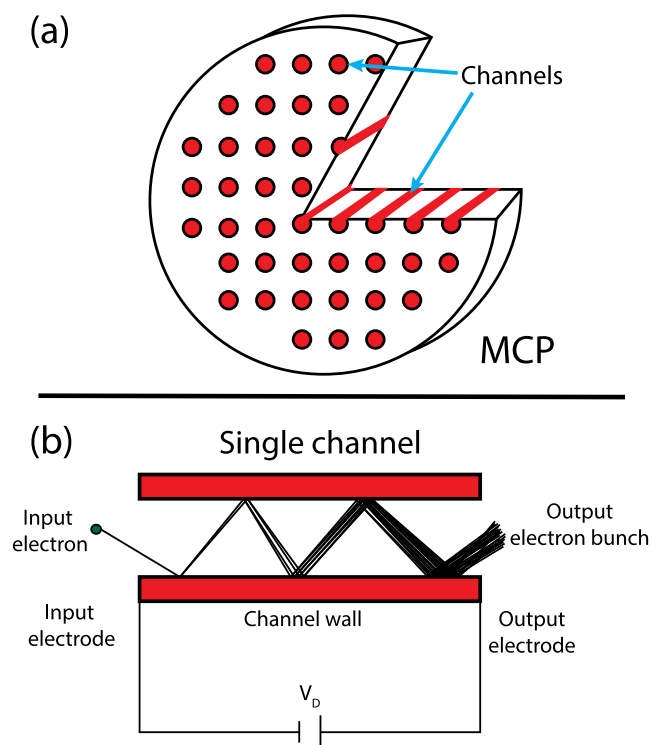 (a)
Channels
MCP
(b)
Single channel
Input
electron
Output
electron bunch
Input
electrode
Channel wall
Output
electrode
V_D